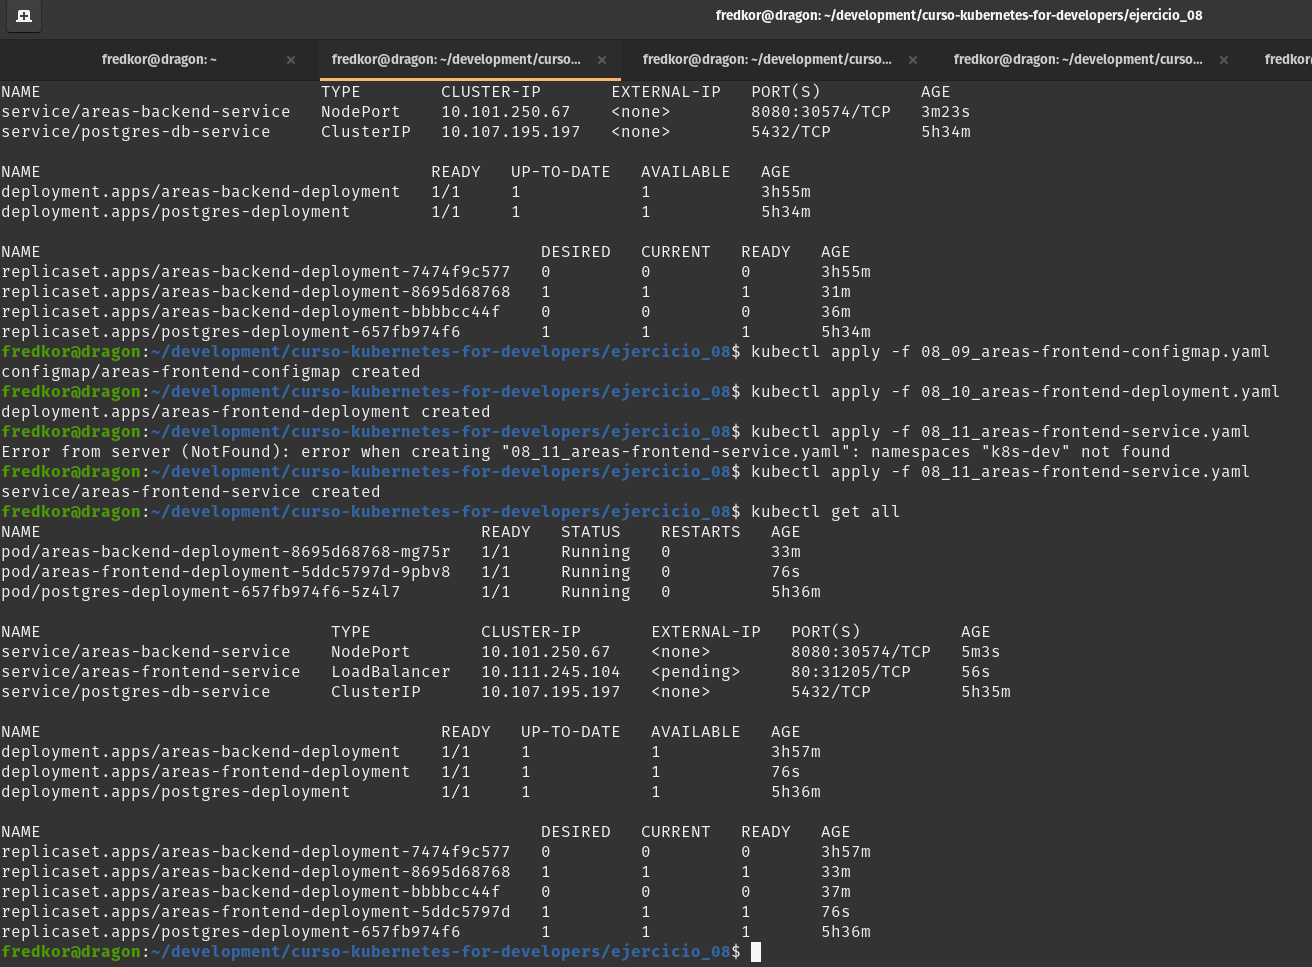 fredkor@dragon: ~/development/curso-kubernetes-for-developers/ejercicio_08
fredkor@dragon: ~ × fredkor@dragon: ~/development/curso... × fredkor@dragon: ~/development/curso... × fredkor@dragon: ~/development/curso... × fredkor
NAME                            TYPE        CLUSTER-IP       EXTERNAL-IP   PORT(S)          AGE
service/areas-backend-service   NodePort    10.101.250.67    <none>        8080:30574/TCP   3m23s
service/postgres-db-service     ClusterIP   10.107.195.197   <none>        5432/TCP         5h34m

NAME                                       READY   UP-TO-DATE   AVAILABLE   AGE
deployment.apps/areas-backend-deployment   1/1     1            1           3h55m
deployment.apps/postgres-deployment        1/1     1            1           5h34m

NAME                                                  DESIRED   CURRENT   READY   AGE
replicaset.apps/areas-backend-deployment-7474f9c577   0         0         0       3h55m
replicaset.apps/areas-backend-deployment-8695d68768   1         1         1       31m
replicaset.apps/areas-backend-deployment-bbbbcc44f    0         0         0       36m
replicaset.apps/postgres-deployment-657fb974f6        1         1         1       5h34m
fredkor@dragon:~/development/curso-kubernetes-for-developers/ejercicio_08$ kubectl apply -f 08_09_areas-frontend-configmap.yaml
configmap/areas-frontend-configmap created
fredkor@dragon:~/development/curso-kubernetes-for-developers/ejercicio_08$ kubectl apply -f 08_10_areas-frontend-deployment.yaml
deployment.apps/areas-frontend-deployment created
fredkor@dragon:~/development/curso-kubernetes-for-developers/ejercicio_08$ kubectl apply -f 08_11_areas-frontend-service.yaml
Error from server (NotFound): error when creating "08_11_areas-frontend-service.yaml": namespaces "k8s-dev" not found
fredkor@dragon:~/development/curso-kubernetes-for-developers/ejercicio_08$ kubectl apply -f 08_11_areas-frontend-service.yaml
service/areas-frontend-service created
fredkor@dragon:~/development/curso-kubernetes-for-developers/ejercicio_08$ kubectl get all
NAME                                            READY   STATUS    RESTARTS   AGE
pod/areas-backend-deployment-8695d68768-mg75r   1/1     Running   0          33m
pod/areas-frontend-deployment-5ddc5797d-9pbv8   1/1     Running   0          76s
pod/postgres-deployment-657fb974f6-5z4l7        1/1     Running   0          5h36m

NAME                             TYPE           CLUSTER-IP       EXTERNAL-IP   PORT(S)          AGE
service/areas-backend-service    NodePort       10.101.250.67    <none>        8080:30574/TCP   5m3s
service/areas-frontend-service   LoadBalancer   10.111.245.104   <pending>     80:31205/TCP     56s
service/postgres-db-service      ClusterIP      10.107.195.197   <none>        5432/TCP         5h35m

NAME                                        READY   UP-TO-DATE   AVAILABLE   AGE
deployment.apps/areas-backend-deployment    1/1     1            1           3h57m
deployment.apps/areas-frontend-deployment   1/1     1            1           76s
deployment.apps/postgres-deployment         1/1     1            1           5h36m

NAME                                                  DESIRED   CURRENT   READY   AGE
replicaset.apps/areas-backend-deployment-7474f9c577   0         0         0       3h57m
replicaset.apps/areas-backend-deployment-8695d68768   1         1         1       33m
replicaset.apps/areas-backend-deployment-bbbbcc44f    0         0         0       37m
replicaset.apps/areas-frontend-deployment-5ddc5797d   1         1         1       76s
replicaset.apps/postgres-deployment-657fb974f6        1         1         1       5h36m
fredkor@dragon:~/development/curso-kubernetes-for-developers/ejercicio_08$